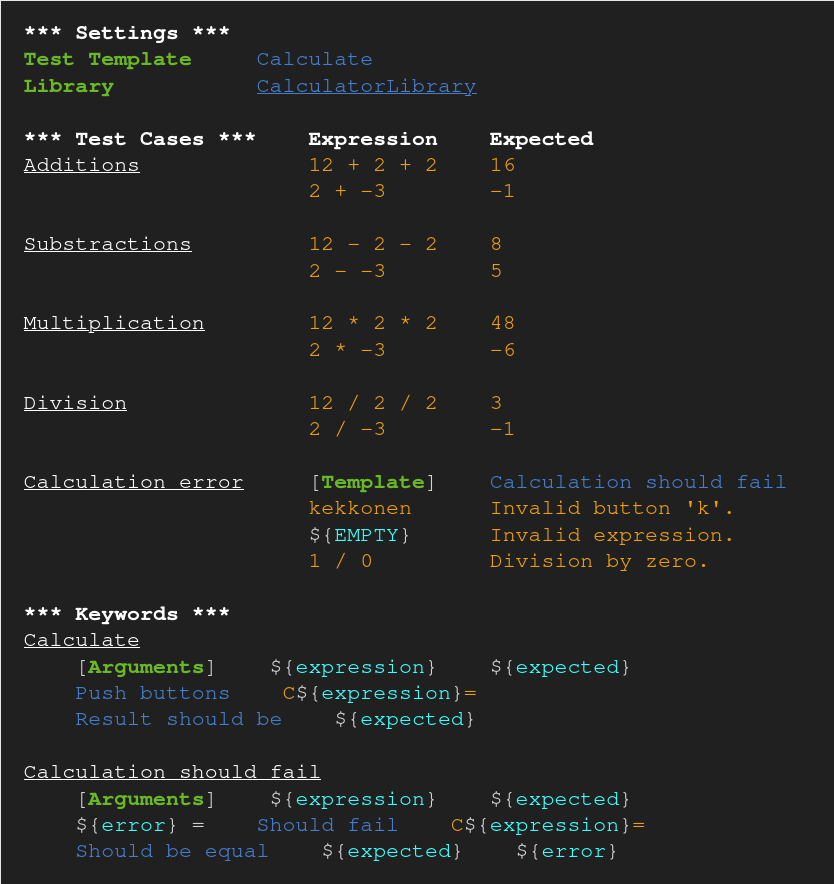 *** Settings ***
Test Template     Calculate
Library           CalculatorLibrary
*** Test Cases ***    Expression    Expected
Additions             12 + 2 + 2    16
                      2 + -3        -1
Substractions         12 - 2 - 2    8
                      2 - -3        5
Multiplication        12 * 2 * 2    48
                      2 * -3        -6
Division              12 / 2 / 2    3
                      2 / -3        -1
Calculation error     [Template]    Calculation should fail
                      kekkonen      Invalid button 'k'.
                      ${EMPTY}      Invalid expression.
                      1 / 0         Division by zero.
*** Keywords ***
Calculate
    [Arguments]    ${expression}    ${expected}
    Push buttons    C${expression}=
    Result should be    ${expected}
Calculation should fail
    [Arguments]    ${expression}    ${expected}
    ${error} =    Should fail    C${expression}=
    Should be equal    ${expected}    ${error}